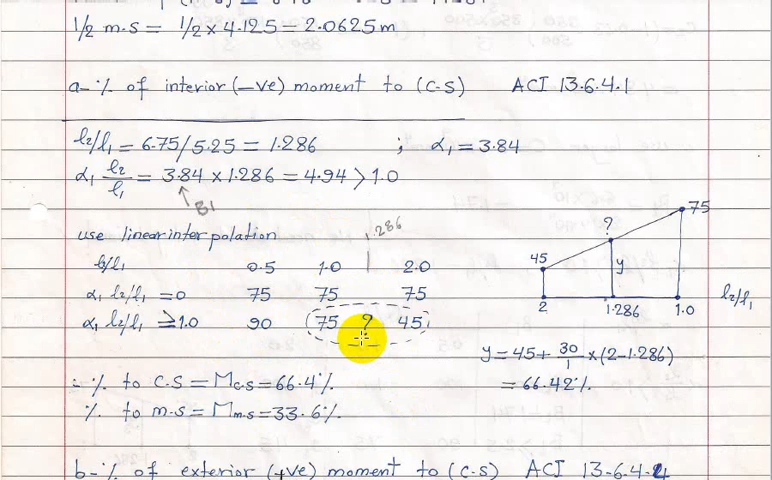 1/2 m.s = 1/2 x 4.125 = 2.0625 m
a-% of interior (-ve) moment to (c.s) ACI 13.6.4.1
l2/l1 = 6.75/5.25 = 1.286 ; α1 = 3.84
α1 l2/l1 = 3.84 x 1.286 = 4.94 > 1.0
B1
use linear interpolation 1.286
l2/l1 0.5 1.0 2.0
α1 l2/l1 = 0 75 75 75
α1 l2/l1 ≥ 1.0 90 75 ? 45
75
?
45 y
2 1.286 1.0 l2/l1
y = 45 + 30/1 x (2-1.286)
= 66.42%
∴ % to c.s = Mc.s = 66.4%
% to m.s = Mm.s = 33.6%
b-% of exterior (+ve) moment to (c.s) ACI 13-6.4.2